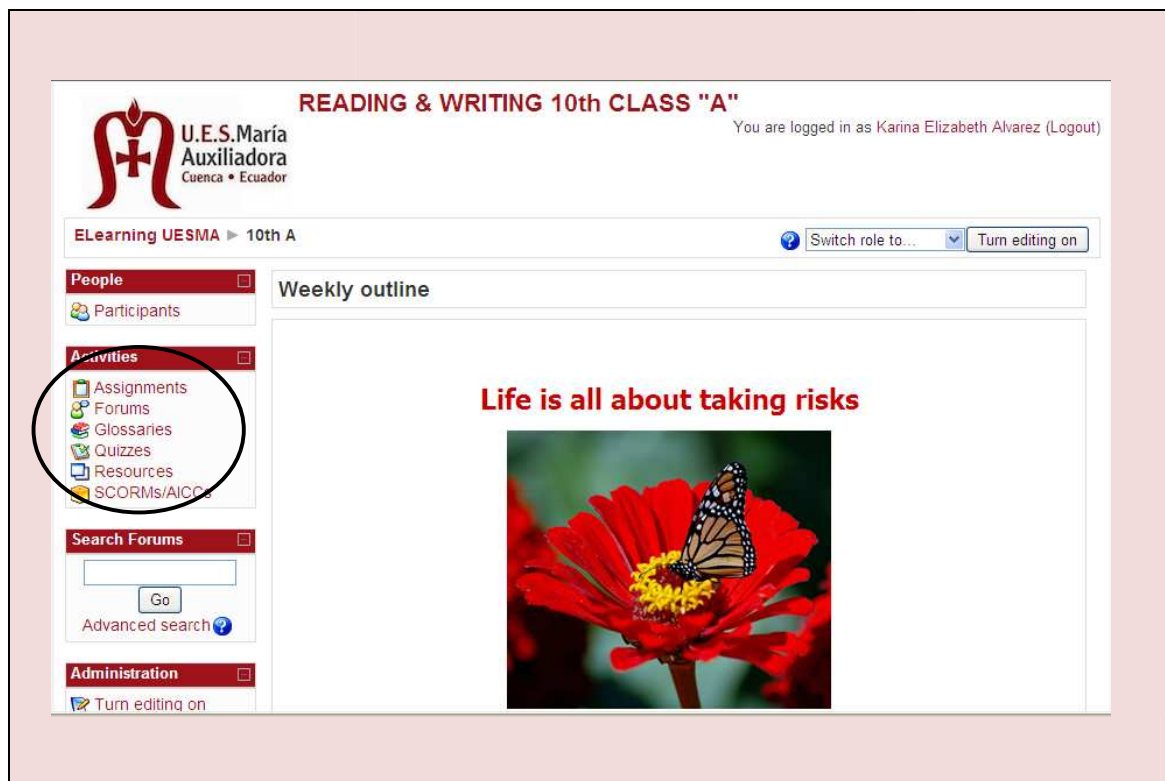 READING & WRITING 10th CLASS "A"
You are logged in as Karina Elizabeth Alvarez (Logout)
U.E.S.María
Auxiliadora
Cuenca • Ecuador
ELearning UESMA ► 10th A
Switch role to...
Turn editing on
People
Participants
Activities
Assignments
Forums
Glossaries
Quizzes
Resources
SCORMs/AICCs
Search Forums
Go
Advanced search
Administration
Turn editing on
Weekly outline
Life is all about taking risks